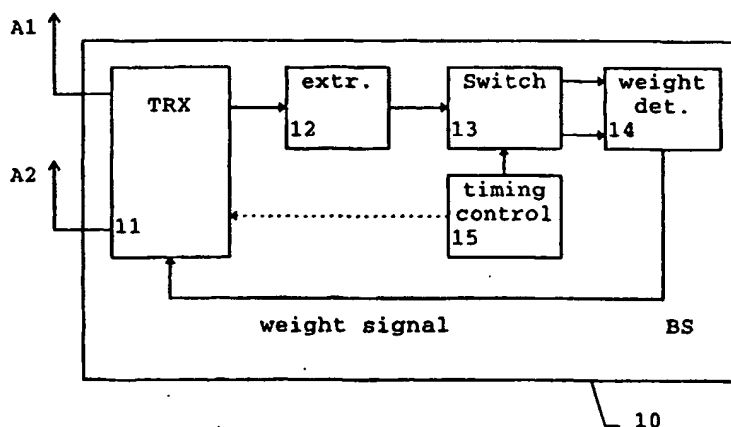 A1
TRX
extr.
12
Switch
13
weight
det.
14
A2
11
timing
control
15
weight signal
BS
10